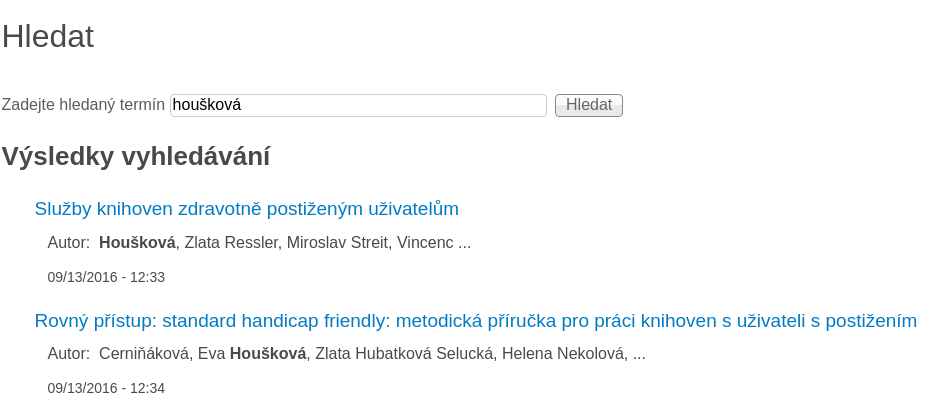 Hledat
Zadejte hledaný termín houšková Hledat
Výsledky vyhledávání
Služby knihoven zdravotně postiženým uživatelům
Autor: Houšková, Zlata Ressler, Miroslav Streit, Vincenc ...
09/13/2016 - 12:33
Rovný přístup: standard handicap friendly: metodická příručka pro práci knihoven s uživateli s postižením
Autor: Cerniňáková, Eva Houšková, Zlata Hubatková Selucká, Helena Nekolová, ...
09/13/2016 - 12:34